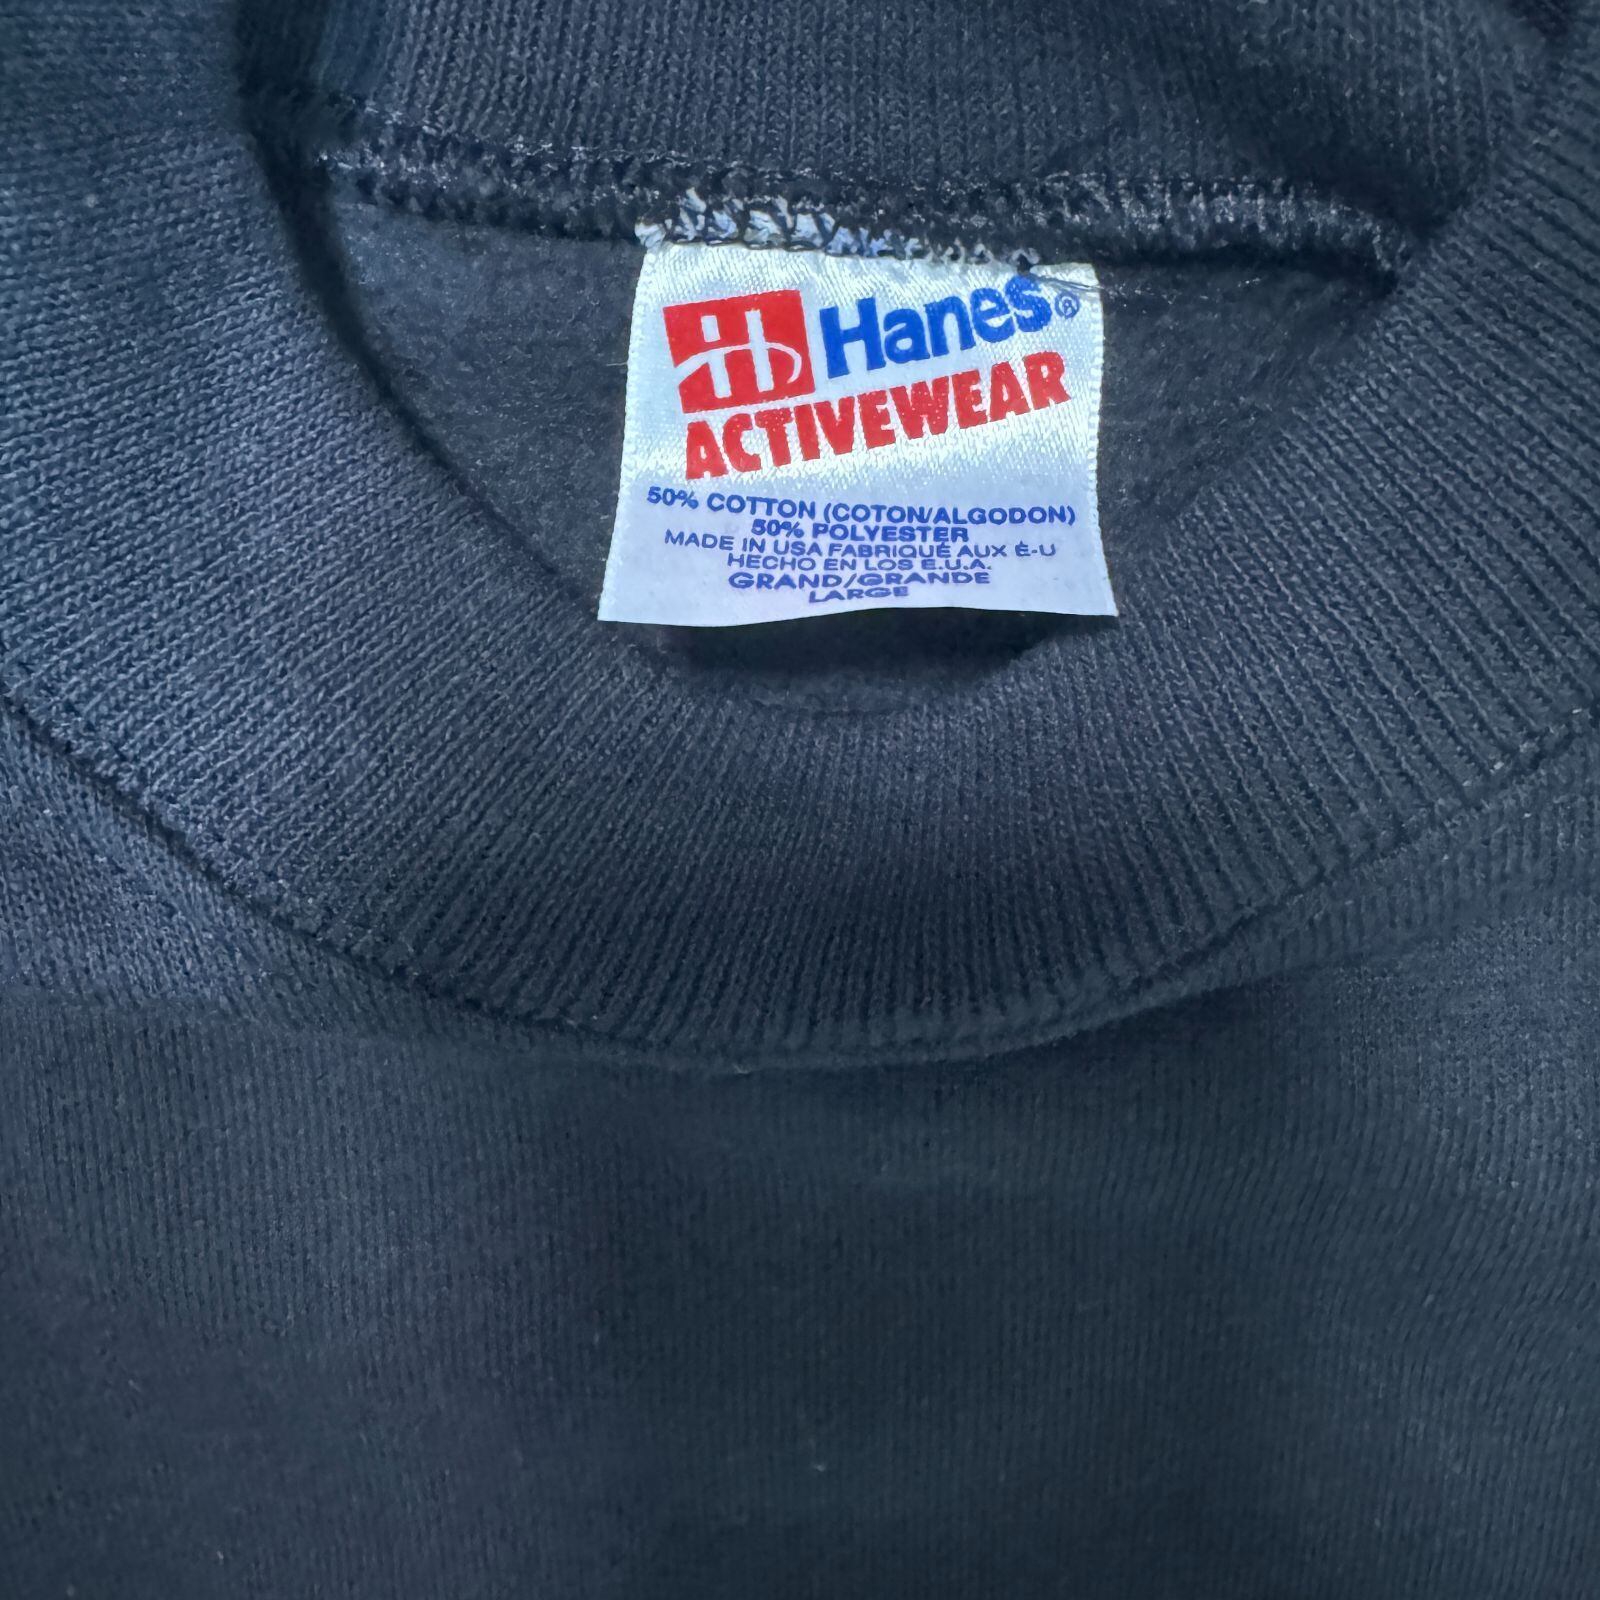 Hanes®
ACTIVEWEAR
50% COTTON (COTON/ALGODON)
50% POLYESTER
MADE IN USA FABRIQUÉ AUX É-U
HECHO EN LOS E.U.A.
GRAND/GRANDE
LARGE